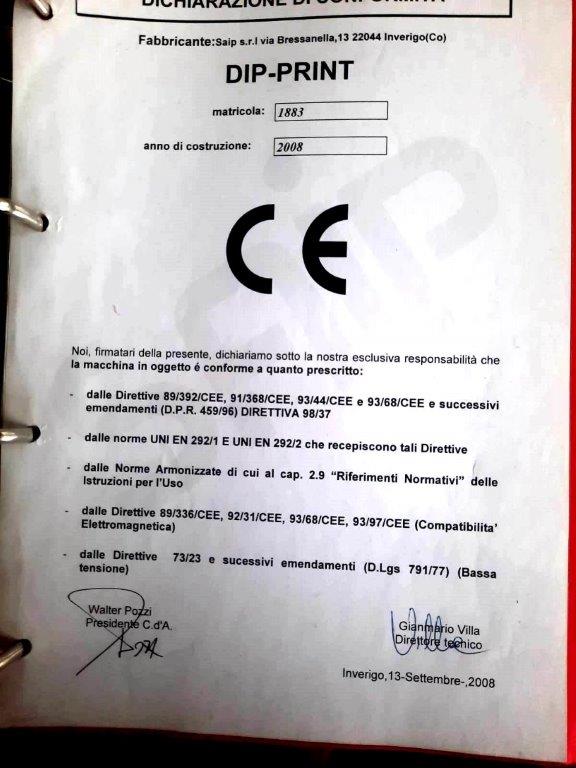 DICHIARAZIONE DI CONFORMITA'
Fabbricante:Saip s.r.l via Bressanella,13 22044 Inverigo(Co)
DIP-PRINT
matricola: 1883
anno di costruzione: 2008
CE
Noi, firmatari della presente, dichiariamo sotto la nostra esclusiva responsabilità che
la macchina in oggetto é conforme a quanto prescritto:
- dalle Direttive 89/392/CEE, 91/368/CEE, 93/44/CEE e 93/68/CEE e successivi
emendamenti (D.P.R. 459/96) DIRETTIVA 98/37
- dalle norme UNI EN 292/1 E UNI EN 292/2 che recepiscono tali Direttive
- dalle Norme Armonizzate di cui al cap. 2.9 “Riferimenti Normativi” delle
Istruzioni per l’Uso
- dalle Direttive 89/336/CEE, 92/31/CEE, 93/68/CEE, 93/97/CEE (Compatibilita’
Elettromagnetica)
- dalle Direttive 73/23 e sucessivi emendamenti (D.Lgs 791/77) (Bassa
tensione)
Walter Pozzi
Presidente C.d'A.
Gianmario Villa
Direttore tecnico
Inverigo,13-Settembre-,2008